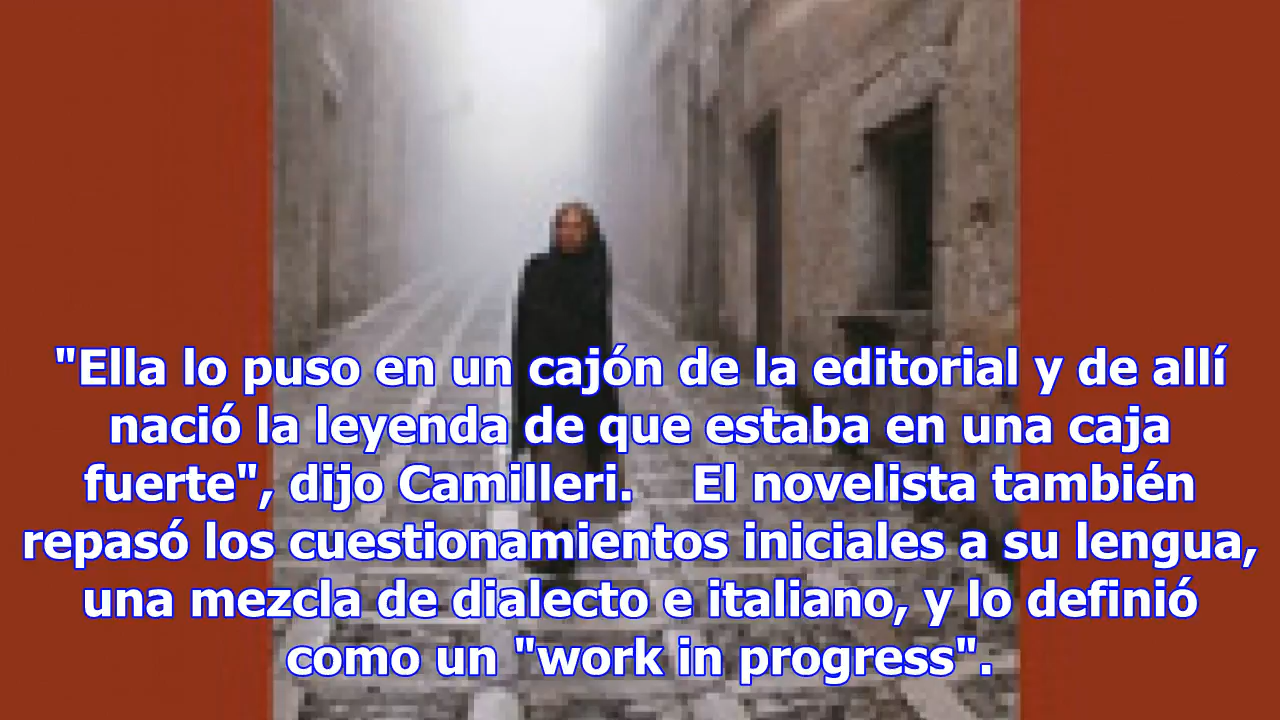 "Ella lo puso en un cajón de la editorial y de allí
nació la leyenda de que estaba en una caja
fuerte", dijo Camilleri.    El novelista también
repasó los cuestionamientos iniciales a su lengua,
una mezcla de dialecto e italiano, y lo definió
como un "work in progress".